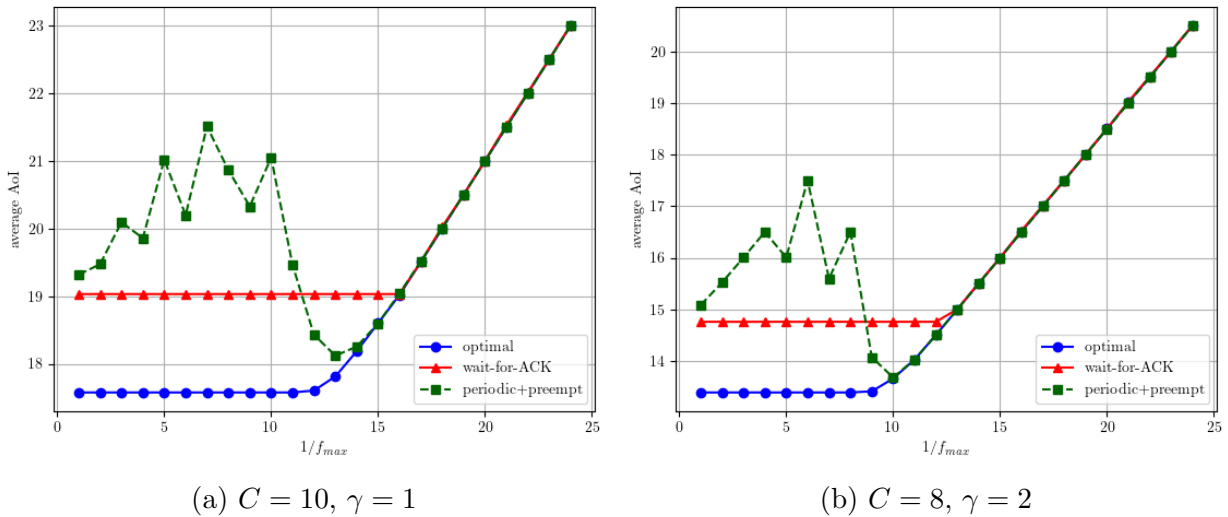 23
22
21
20
19
18
average AoI
0
5
10
15
20
25
1/f_max
optimal
wait-for-ACK
periodic+preempt
(a) C = 10, γ = 1
20
19
18
17
16
15
14
average AoI
0
5
10
15
20
25
1/f_max
optimal
wait-for-ACK
periodic+preempt
(b) C = 8, γ = 2